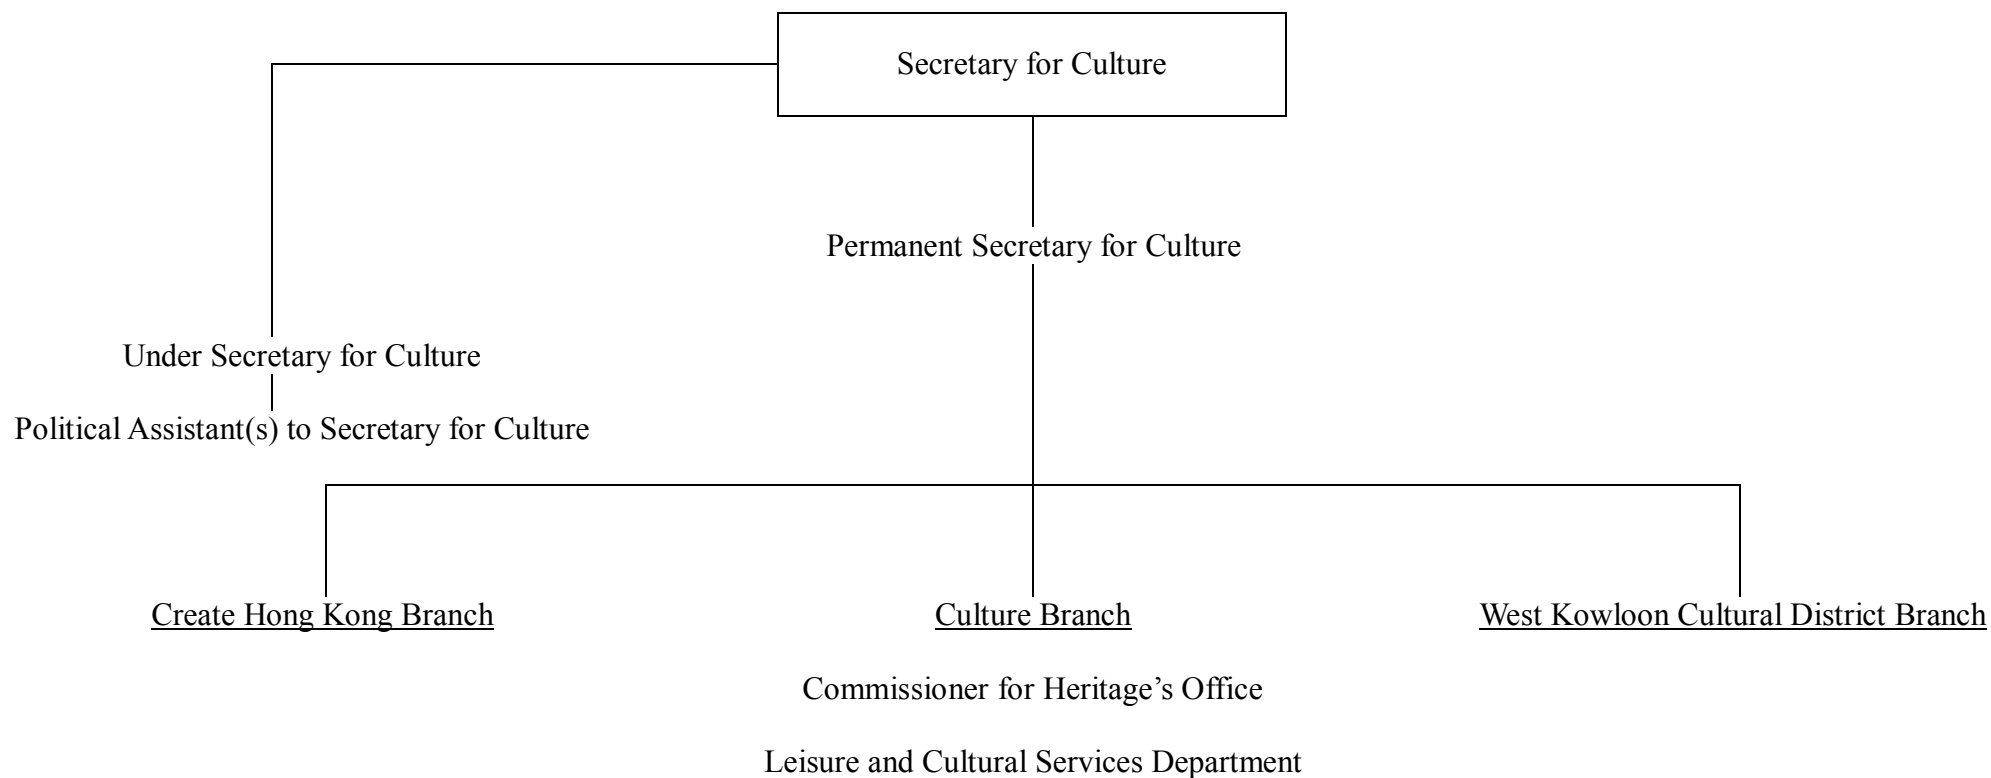 Secretary for Culture
Permanent Secretary for Culture
Under Secretary for Culture
Political Assistant(s) to Secretary for Culture
Create Hong Kong Branch
Culture Branch
West Kowloon Cultural District Branch
Commissioner for Heritage’s Office
Leisure and Cultural Services Department